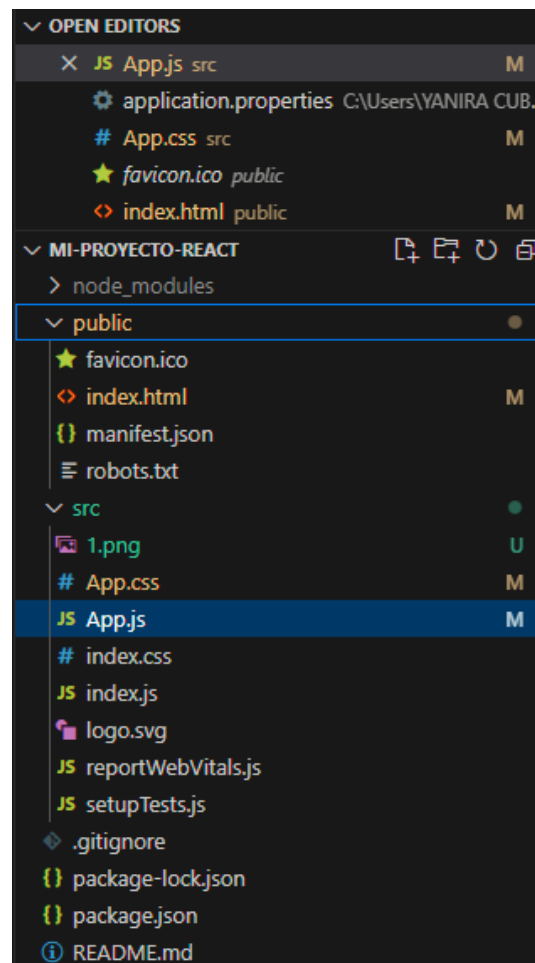 OPEN EDITORS
JS App.js src M
application.properties C:\Users\YANIRA CUB.
# App.css src M
favicon.ico public
<> index.html public M
MI-PROYECTO-REACT
node_modules
public
favicon.ico
<> index.html M
{} manifest.json
robots.txt
src
1.png U
# App.css M
JS App.js M
# index.css
JS index.js
logo.svg
JS reportWebVitals.js
JS setupTests.js
.gitignore
{} package-lock.json
{} package.json
README.md